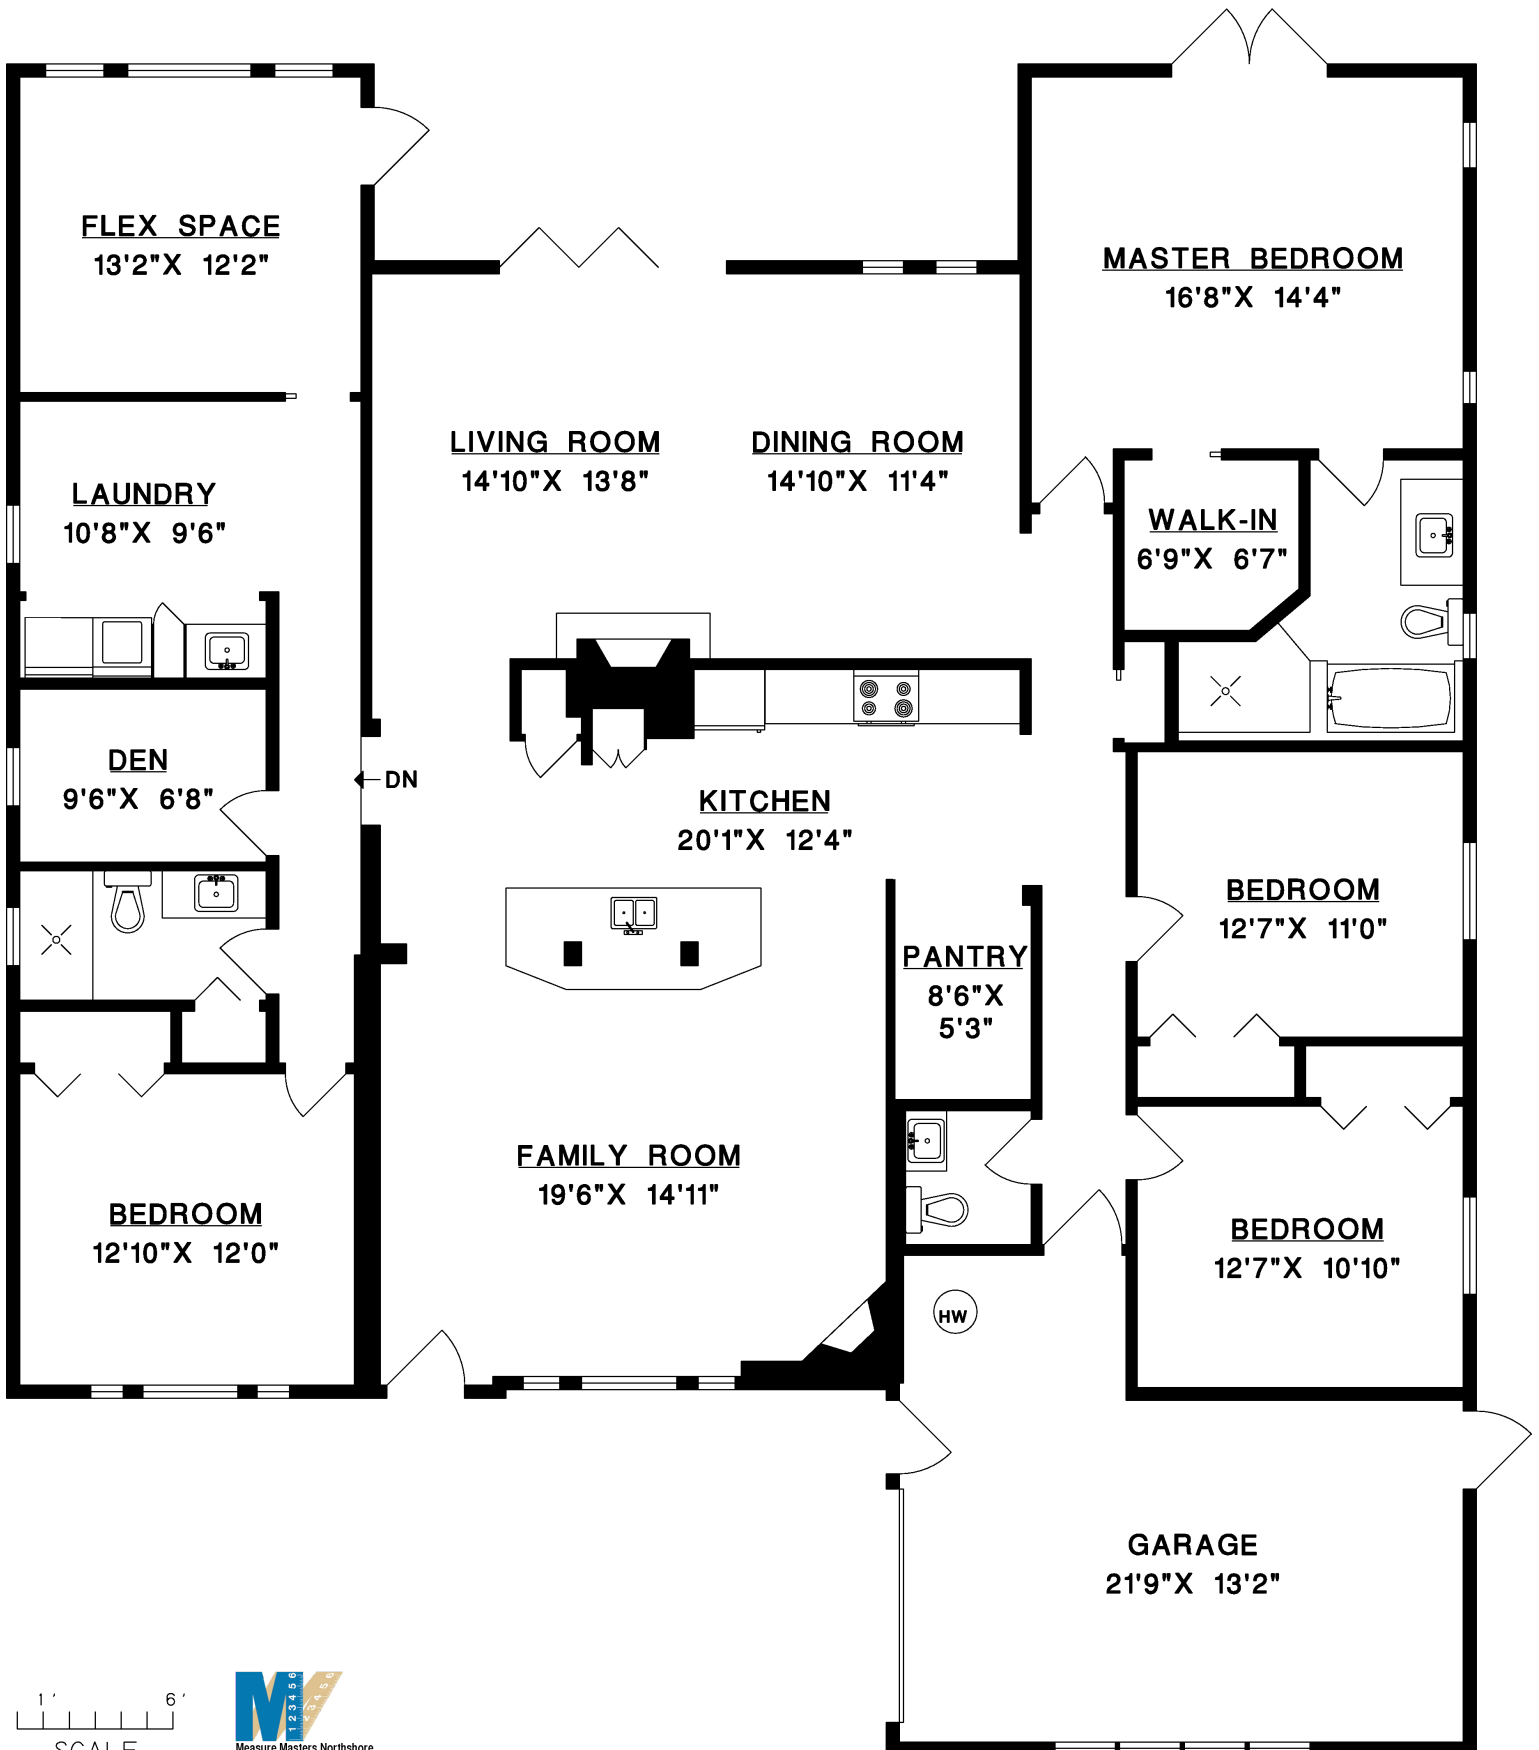 FLEX SPACE
13'2"X 12'2"
MASTER BEDROOM
16'8"X 14'4"
LIVING ROOM
14'10"X 13'8"
DINING ROOM
14'10"X 11'4"
LAUNDRY
10'8"X 9'6"
WALK-IN
6'9"X 6'7"
DEN
9'6"X 6'8"
DN
KITCHEN
20'1"X 12'4"
BEDROOM
12'7"X 11'0"
PANTRY
8'6"X
5'3"
FAMILY ROOM
19'6"X 14'11"
BEDROOM
12'10"X 12'0"
BEDROOM
12'7"X 10'10"
HW
GARAGE
21'9"X 13'2"
1' 6'
SCALE
M
123456
23456
Measure Masters Northshore